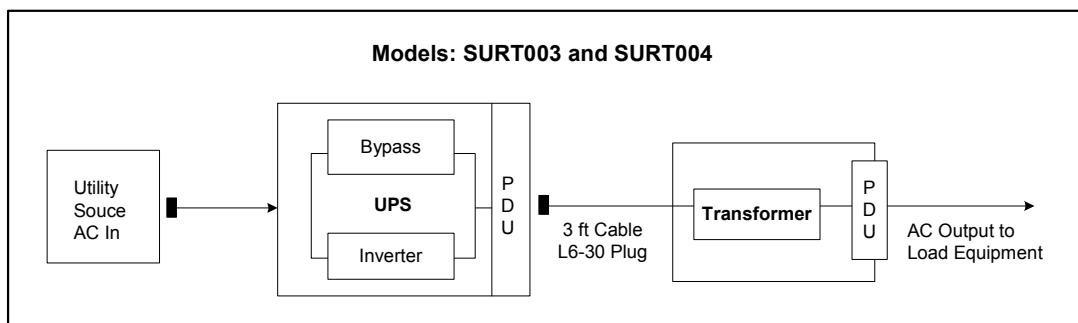 Models: SURT003 and SURT004
Utility
Souce
AC In
Bypass
UPS
Inverter
P
D
U
3 ft Cable
L6-30 Plug
Transformer
P
D
U
AC Output to
Load Equipment